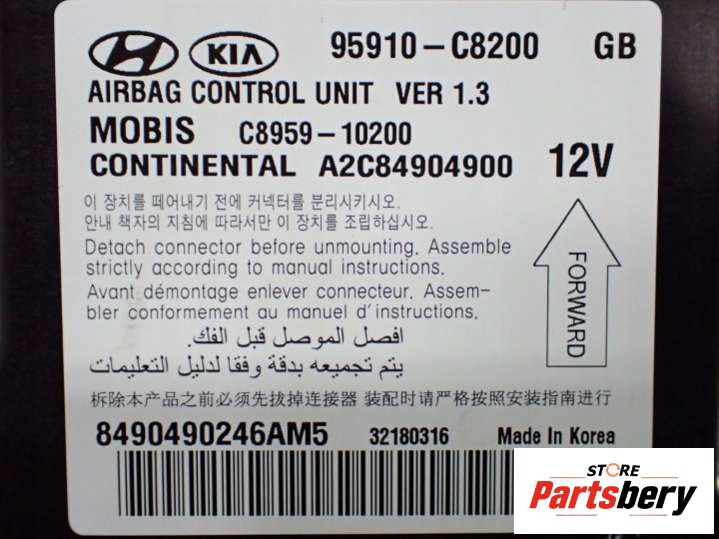 KIA 95910-C8200 GB
AIRBAG CONTROL UNIT VER 1.3
MOBIS C8959-10200
CONTINENTAL A2C84904900 12V
이 장치를 떼어내기 전에 커넥터를 분리시키시오.
안내 책자의 지침에 따라서만 이 장치를 조립하십시오.
Detach connector before unmounting. Assemble
strictly according to manual instructions.
Avant démontage enlever connecteur. Assem-
bler conformement au manuel d'instructions.
افصل الموصل قبل الفك.
يتم تجميعه بدقة وفقا لدليل التعليمات
FORWARD
拆除本产品之前必须先拔掉连接器 装配时请严格按照安装指南进行
8490490246AM5 32180316 Made In Korea
STORE
Partsbery